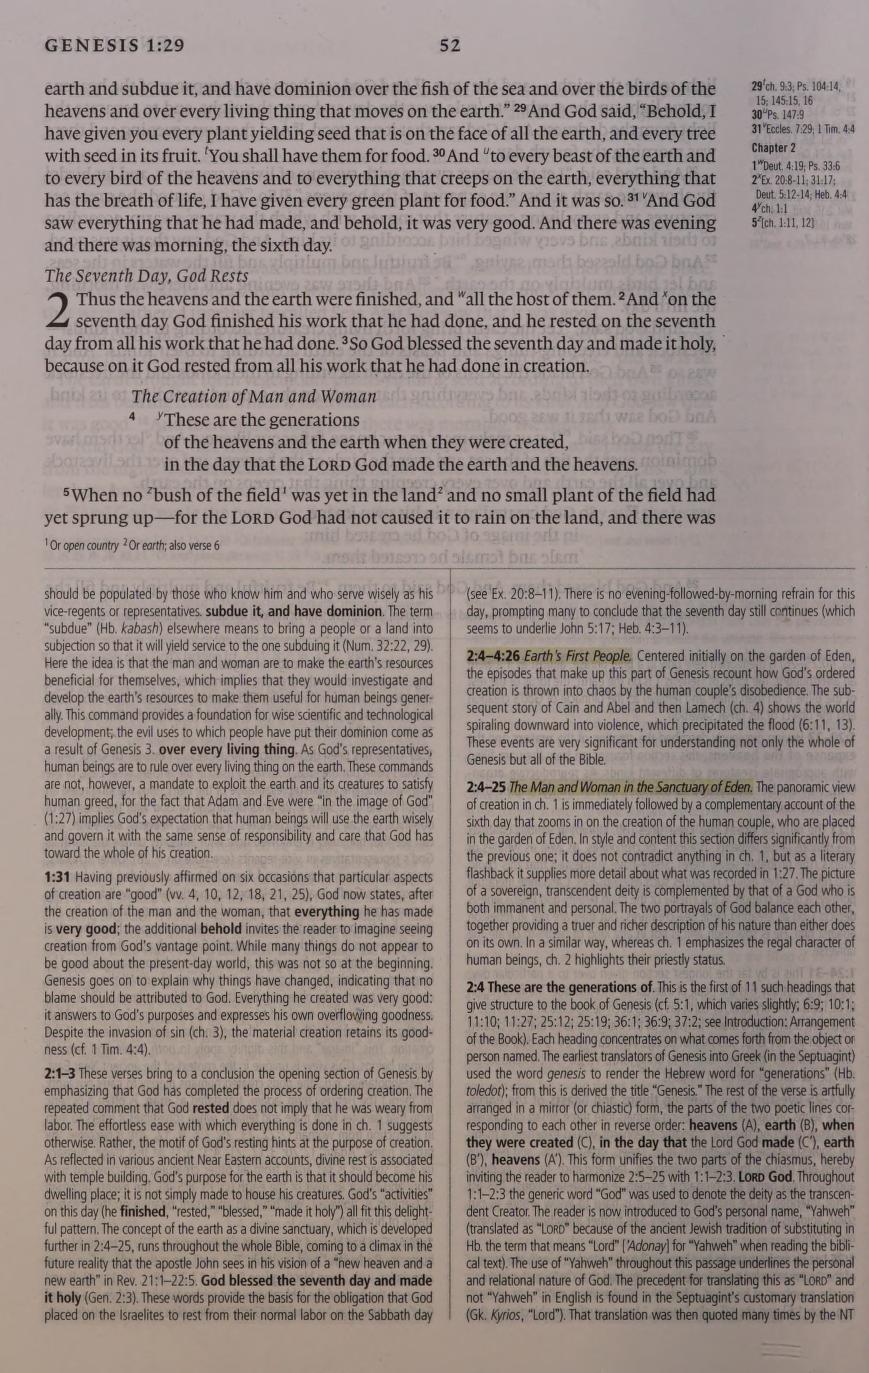 GENESIS 1:29
52
earth and subdue it, and have dominion over the fish of the sea and over the birds of the
heavens and over every living thing that moves on the earth.” 29 And God said, “Behold, I
have given you every plant yielding seed that is on the face of all the earth, and every tree
with seed in its fruit. tYou shall have them for food. 30 And uto every beast of the earth and
to every bird of the heavens and to everything that creeps on the earth, everything that
has the breath of life, I have given every green plant for food.” And it was so. 31 vAnd God
saw everything that he had made, and behold, it was very good. And there was evening
and there was morning, the sixth day.
The Seventh Day, God Rests
2 Thus the heavens and the earth were finished, and wall the host of them. 2 And xon the
seventh day God finished his work that he had done, and he rested on the seventh
day from all his work that he had done. 3 So God blessed the seventh day and made it holy,
because on it God rested from all his work that he had done in creation.
The Creation of Man and Woman
4 yThese are the generations
of the heavens and the earth when they were created,
in the day that the LORD God made the earth and the heavens.
5 When no zbush of the field1 was yet in the land2 and no small plant of the field had
yet sprung up—for the LORD God had not caused it to rain on the land, and there was
1 Or open country 2 Or earth; also verse 6
29 tch. 9:3; Ps. 104:14,
15; 145:15, 16
30 uPs. 147:9
31 vEccles. 7:29; 1 Tim. 4:4
Chapter 2
1 wDeut. 4:19; Ps. 33:6
2 xEx. 20:8-11; 31:17;
Deut. 5:12-14; Heb. 4:4
4 ych. 1:1
5 z[ch. 1:11, 12]
should be populated by those who know him and who serve wisely as his
vice-regents or representatives. subdue it, and have dominion. The term
“subdue” (Hb. kabash) elsewhere means to bring a people or a land into
subjection so that it will yield service to the one subduing it (Num. 32:22, 29).
Here the idea is that the man and woman are to make the earth’s resources
beneficial for themselves, which implies that they would investigate and
develop the earth’s resources to make them useful for human beings gener-
ally. This command provides a foundation for wise scientific and technological
development; the evil uses to which people have put their dominion come as
a result of Genesis 3. over every living thing. As God’s representatives,
human beings are to rule over every living thing on the earth. These commands
are not, however, a mandate to exploit the earth and its creatures to satisfy
human greed, for the fact that Adam and Eve were “in the image of God”
(1:27) implies God’s expectation that human beings will use the earth wisely
and govern it with the same sense of responsibility and care that God has
toward the whole of his creation.
1:31 Having previously affirmed on six occasions that particular aspects
of creation are “good” (vv. 4, 10, 12, 18, 21, 25), God now states, after
the creation of the man and the woman, that everything he has made
is very good; the additional behold invites the reader to imagine seeing
creation from God’s vantage point. While many things do not appear to
be good about the present-day world, this was not so at the beginning.
Genesis goes on to explain why things have changed, indicating that no
blame should be attributed to God. Everything he created was very good:
it answers to God’s purposes and expresses his own overflowing goodness.
Despite the invasion of sin (ch. 3), the material creation retains its good-
ness (cf. 1 Tim. 4:4).
2:1–3 These verses bring to a conclusion the opening section of Genesis by
emphasizing that God has completed the process of ordering creation. The
repeated comment that God rested does not imply that he was weary from
labor. The effortless ease with which everything is done in ch. 1 suggests
otherwise. Rather, the motif of God’s resting hints at the purpose of creation.
As reflected in various ancient Near Eastern accounts, divine rest is associated
with temple building. God’s purpose for the earth is that it should become his
dwelling place; it is not simply made to house his creatures. God’s “activities”
on this day (he finished, “rested,” “blessed,” “made it holy”) all fit this delight-
ful pattern. The concept of the earth as a divine sanctuary, which is developed
further in 2:4–25, runs throughout the whole Bible, coming to a climax in the
future reality that the apostle John sees in his vision of a “new heaven and a
new earth” in Rev. 21:1–22:5. God blessed the seventh day and made
it holy (Gen. 2:3). These words provide the basis for the obligation that God
placed on the Israelites to rest from their normal labor on the Sabbath day
(see Ex. 20:8–11). There is no evening-followed-by-morning refrain for this
day, prompting many to conclude that the seventh day still continues (which
seems to underlie John 5:17; Heb. 4:3–11).
2:4–4:26 Earth’s First People. Centered initially on the garden of Eden,
the episodes that make up this part of Genesis recount how God’s ordered
creation is thrown into chaos by the human couple’s disobedience. The sub-
sequent story of Cain and Abel and then Lamech (ch. 4) shows the world
spiraling downward into violence, which precipitated the flood (6:11, 13).
These events are very significant for understanding not only the whole of
Genesis but all of the Bible.
2:4–25 The Man and Woman in the Sanctuary of Eden. The panoramic view
of creation in ch. 1 is immediately followed by a complementary account of the
sixth day that zooms in on the creation of the human couple, who are placed
in the garden of Eden. In style and content this section differs significantly from
the previous one; it does not contradict anything in ch. 1, but as a literary
flashback it supplies more detail about what was recorded in 1:27. The picture
of a sovereign, transcendent deity is complemented by that of a God who is
both immanent and personal. The two portrayals of God balance each other,
together providing a truer and richer description of his nature than either does
on its own. In a similar way, whereas ch. 1 emphasizes the regal character of
human beings, ch. 2 highlights their priestly status.
2:4 These are the generations of. This is the first of 11 such headings that
give structure to the book of Genesis (cf. 5:1, which varies slightly; 6:9; 10:1;
11:10; 11:27; 25:12; 25:19; 36:1; 36:9; 37:2; see Introduction: Arrangement
of the Book). Each heading concentrates on what comes forth from the object or
person named. The earliest translators of Genesis into Greek (in the Septuagint)
used the word genesis to render the Hebrew word for “generations” (Hb.
toledot); from this is derived the title “Genesis.” The rest of the verse is artfully
arranged in a mirror (or chiastic) form, the parts of the two poetic lines cor-
responding to each other in reverse order: heavens (A), earth (B), when
they were created (C), in the day that the Lord God made (C’), earth
(B’), heavens (A’). This form unifies the two parts of the chiasmus, hereby
inviting the reader to harmonize 2:5–25 with 1:1–2:3. LORD God. Throughout
1:1–2:3 the generic word “God” was used to denote the deity as the transcen-
dent Creator. The reader is now introduced to God’s personal name, “Yahweh”
(translated as “LORD” because of the ancient Jewish tradition of substituting in
Hb. the term that means “Lord” [’Adonay] for “Yahweh” when reading the bibli-
cal text). The use of “Yahweh” throughout this passage underlines the personal
and relational nature of God. The precedent for translating this as “LORD” and
not “Yahweh” in English is found in the Septuagint’s customary translation
(Gk. Kyrios, “Lord”). That translation was then quoted many times by the NT